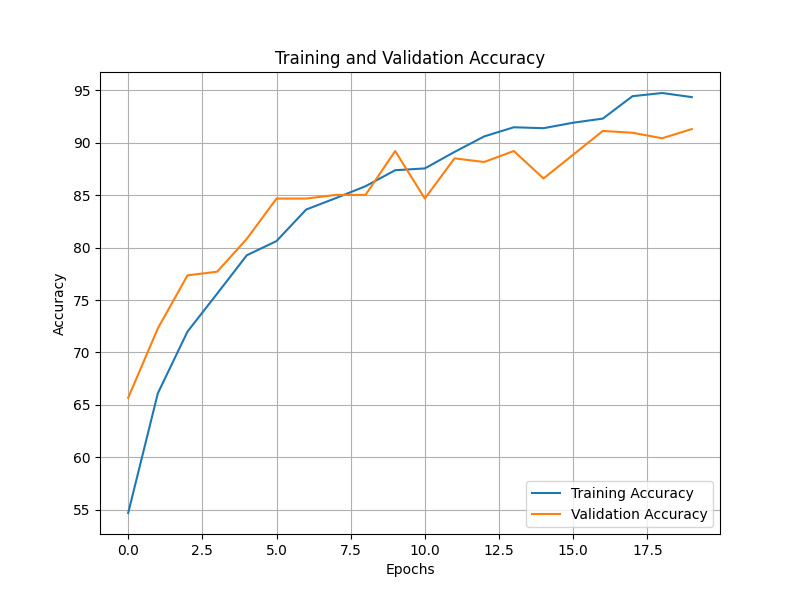 Training and Validation Accuracy
95
90
85
80
75
70
65
60
55
Accuracy
Training Accuracy
Validation Accuracy
0.0 2.5 5.0 7.5 10.0 12.5 15.0 17.5
Epochs